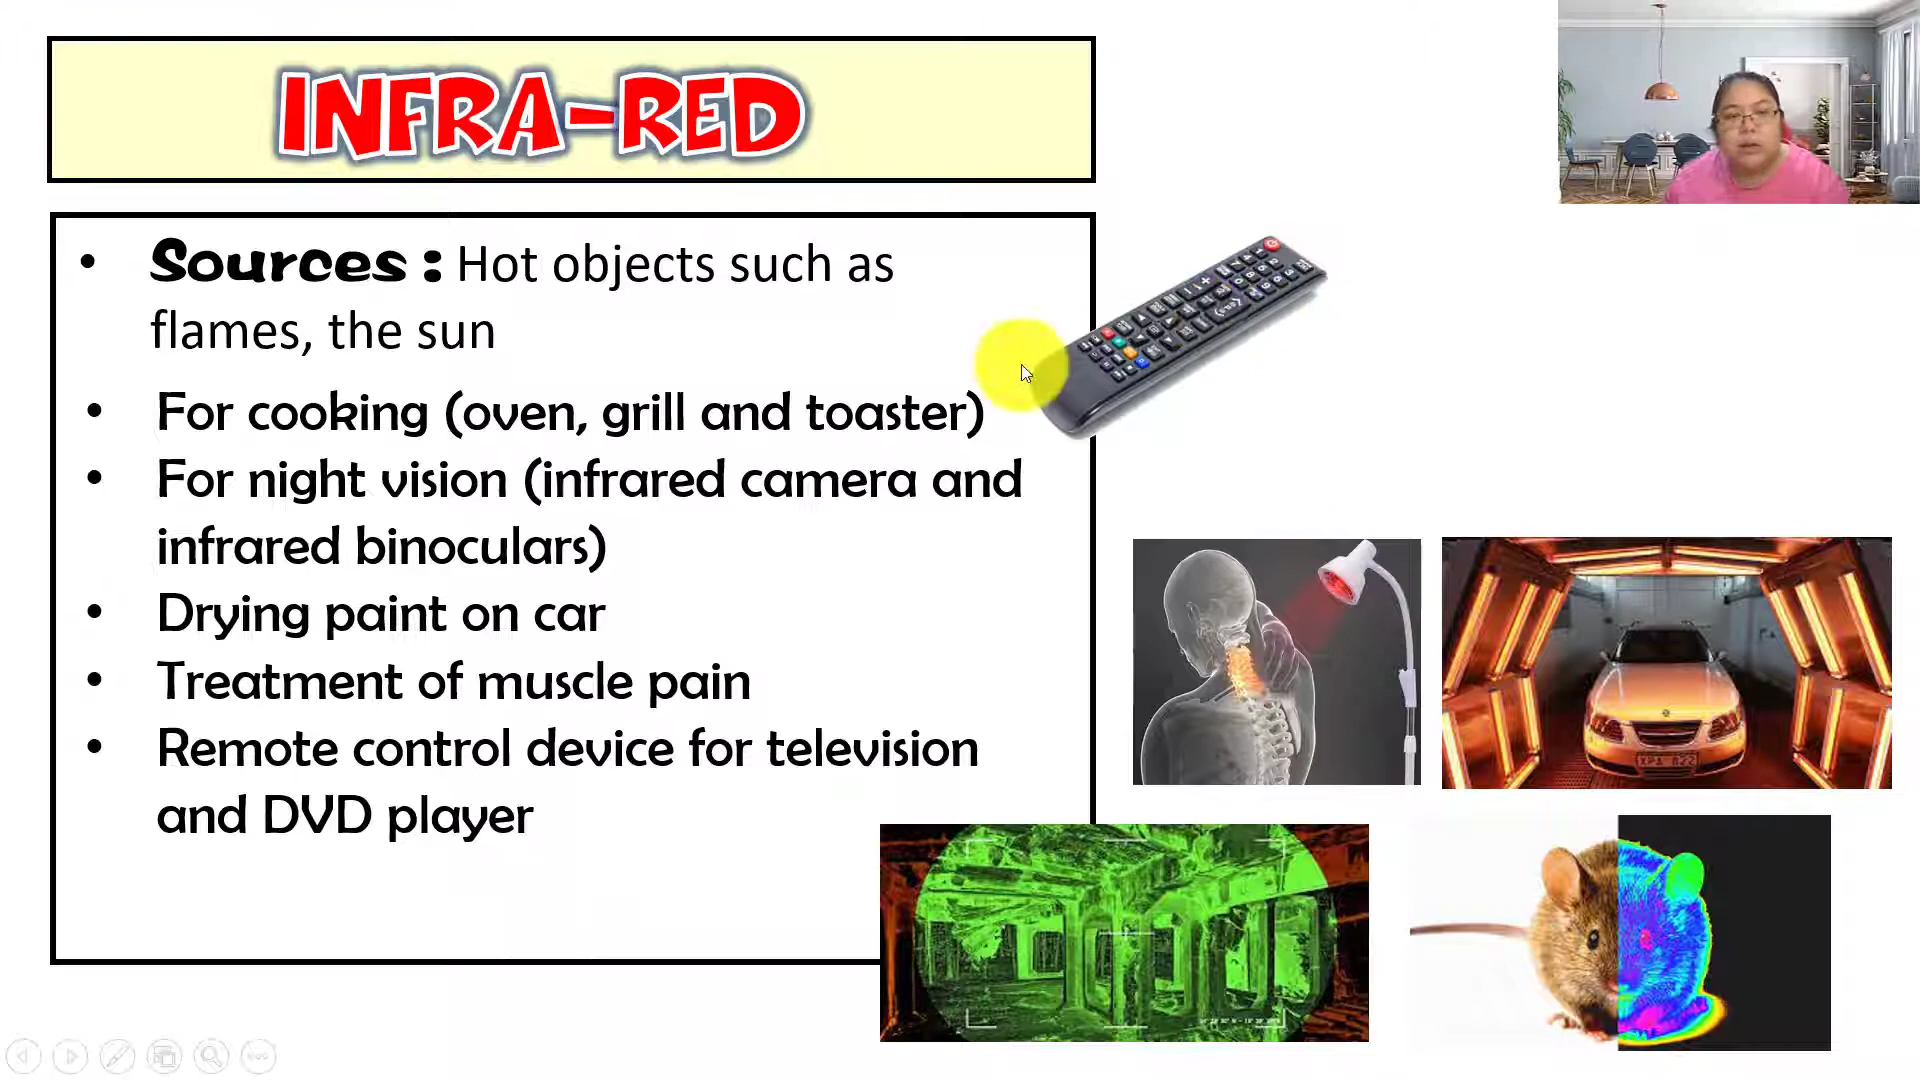 INFRA-RED
• Sources : Hot objects such as
flames, the sun
• For cooking (oven, grill and toaster)
• For night vision (infrared camera and
infrared binoculars)
• Drying paint on car
• Treatment of muscle pain
• Remote control device for television
and DVD player
XPA 822